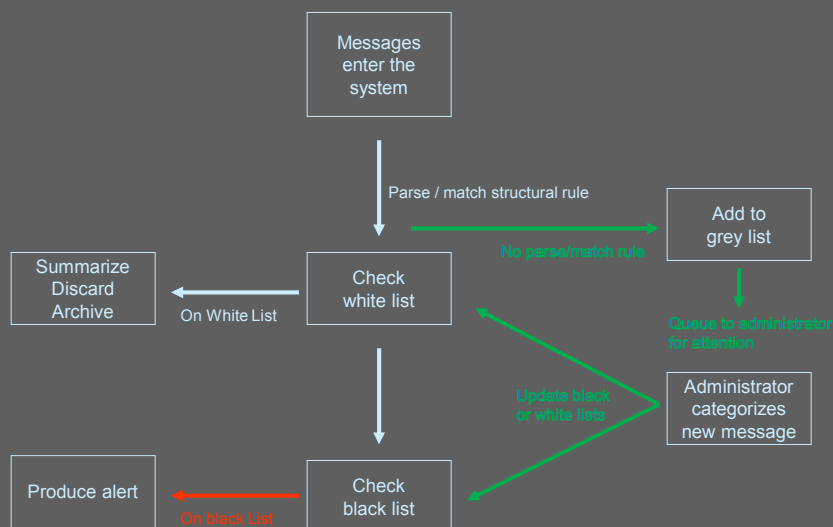 Messages
enter the
system
Parse / match structural rule
Add to
grey list
No parse/match rule
Summarize
Discard
Archive
Check
white list
On White List
Queue to administrator
for attention
Update black
or white lists
Administrator
categorizes
new message
Produce alert
Check
black list
On black List